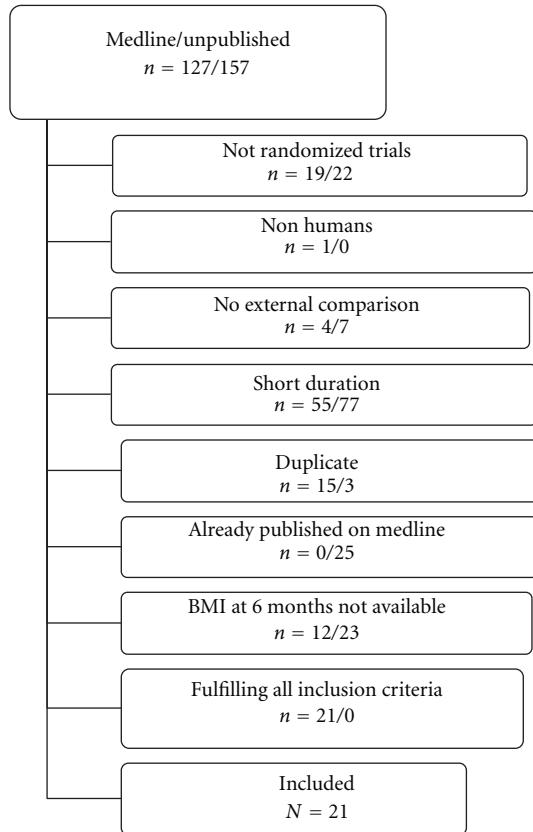 Medline/unpublished
n = 127/157
Not randomized trials
n = 19/22
Non humans
n = 1/0
No external comparison
n = 4/7
Short duration
n = 55/77
Duplicate
n = 15/3
Already published on medline
n = 0/25
BMI at 6 months not available
n = 12/23
Fulfilling all inclusion criteria
n = 21/0
Included
N = 21